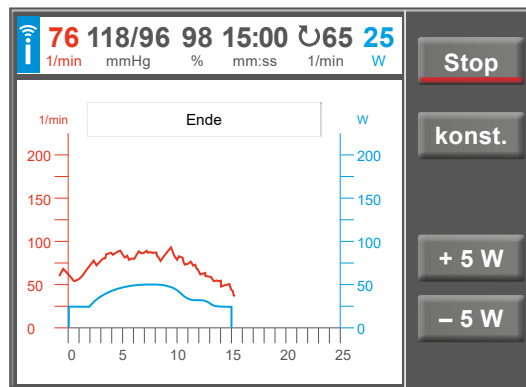 76 118/96 98 15:00 ↻65 25
1/min mmHg % mm:ss 1/min W
Stop
1/min Ende W
konst.
200 200
150 150
100 100
+ 5 W
50 50
– 5 W
0 0
0 5 10 15 20 25